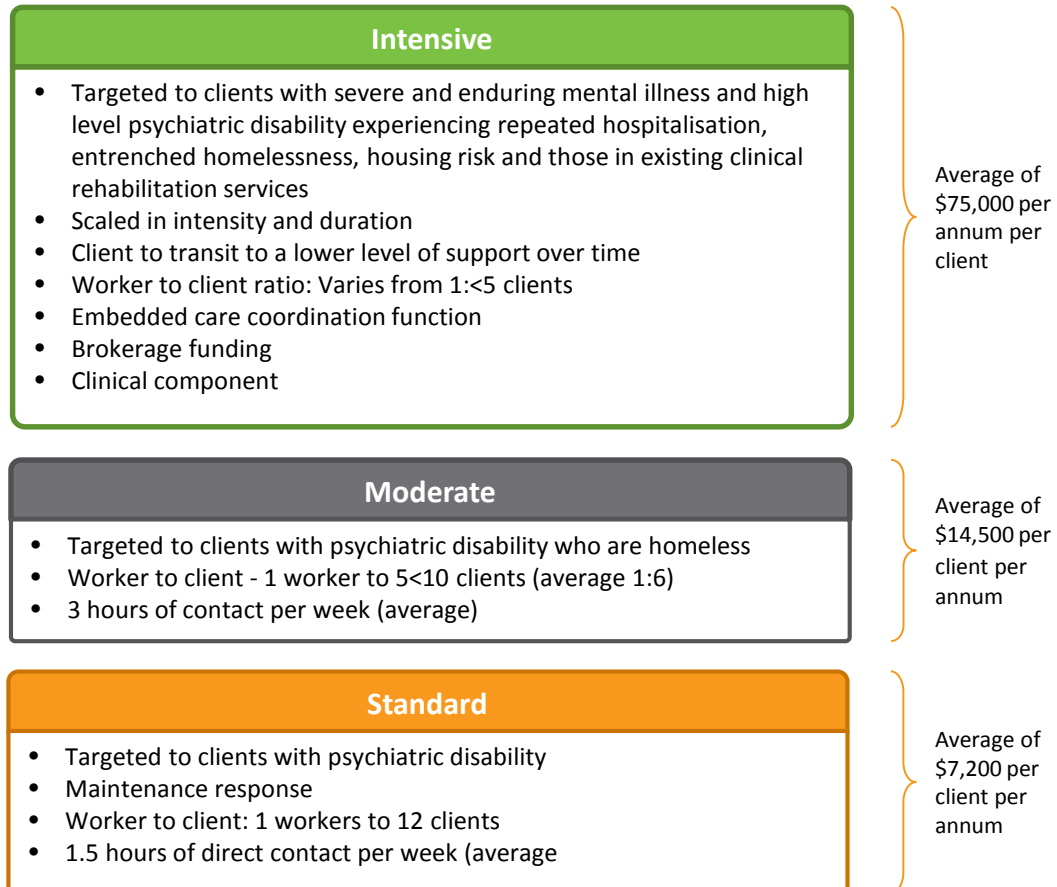 Intensive
• Targeted to clients with severe and enduring mental illness and high
level psychiatric disability experiencing repeated hospitalisation,
entrenched homelessness, housing risk and those in existing clinical
rehabilitation services
• Scaled in intensity and duration
• Client to transit to a lower level of support over time
• Worker to client ratio: Varies from 1:<5 clients
• Embedded care coordination function
• Brokerage funding
• Clinical component
Average of
$75,000 per
annum per
client
Moderate
• Targeted to clients with psychiatric disability who are homeless
• Worker to client - 1 worker to 5<10 clients (average 1:6)
• 3 hours of contact per week (average)
Average of
$14,500 per
client per
annum
Standard
• Targeted to clients with psychiatric disability
• Maintenance response
• Worker to client: 1 workers to 12 clients
• 1.5 hours of direct contact per week (average
Average of
$7,200 per
client per
annum